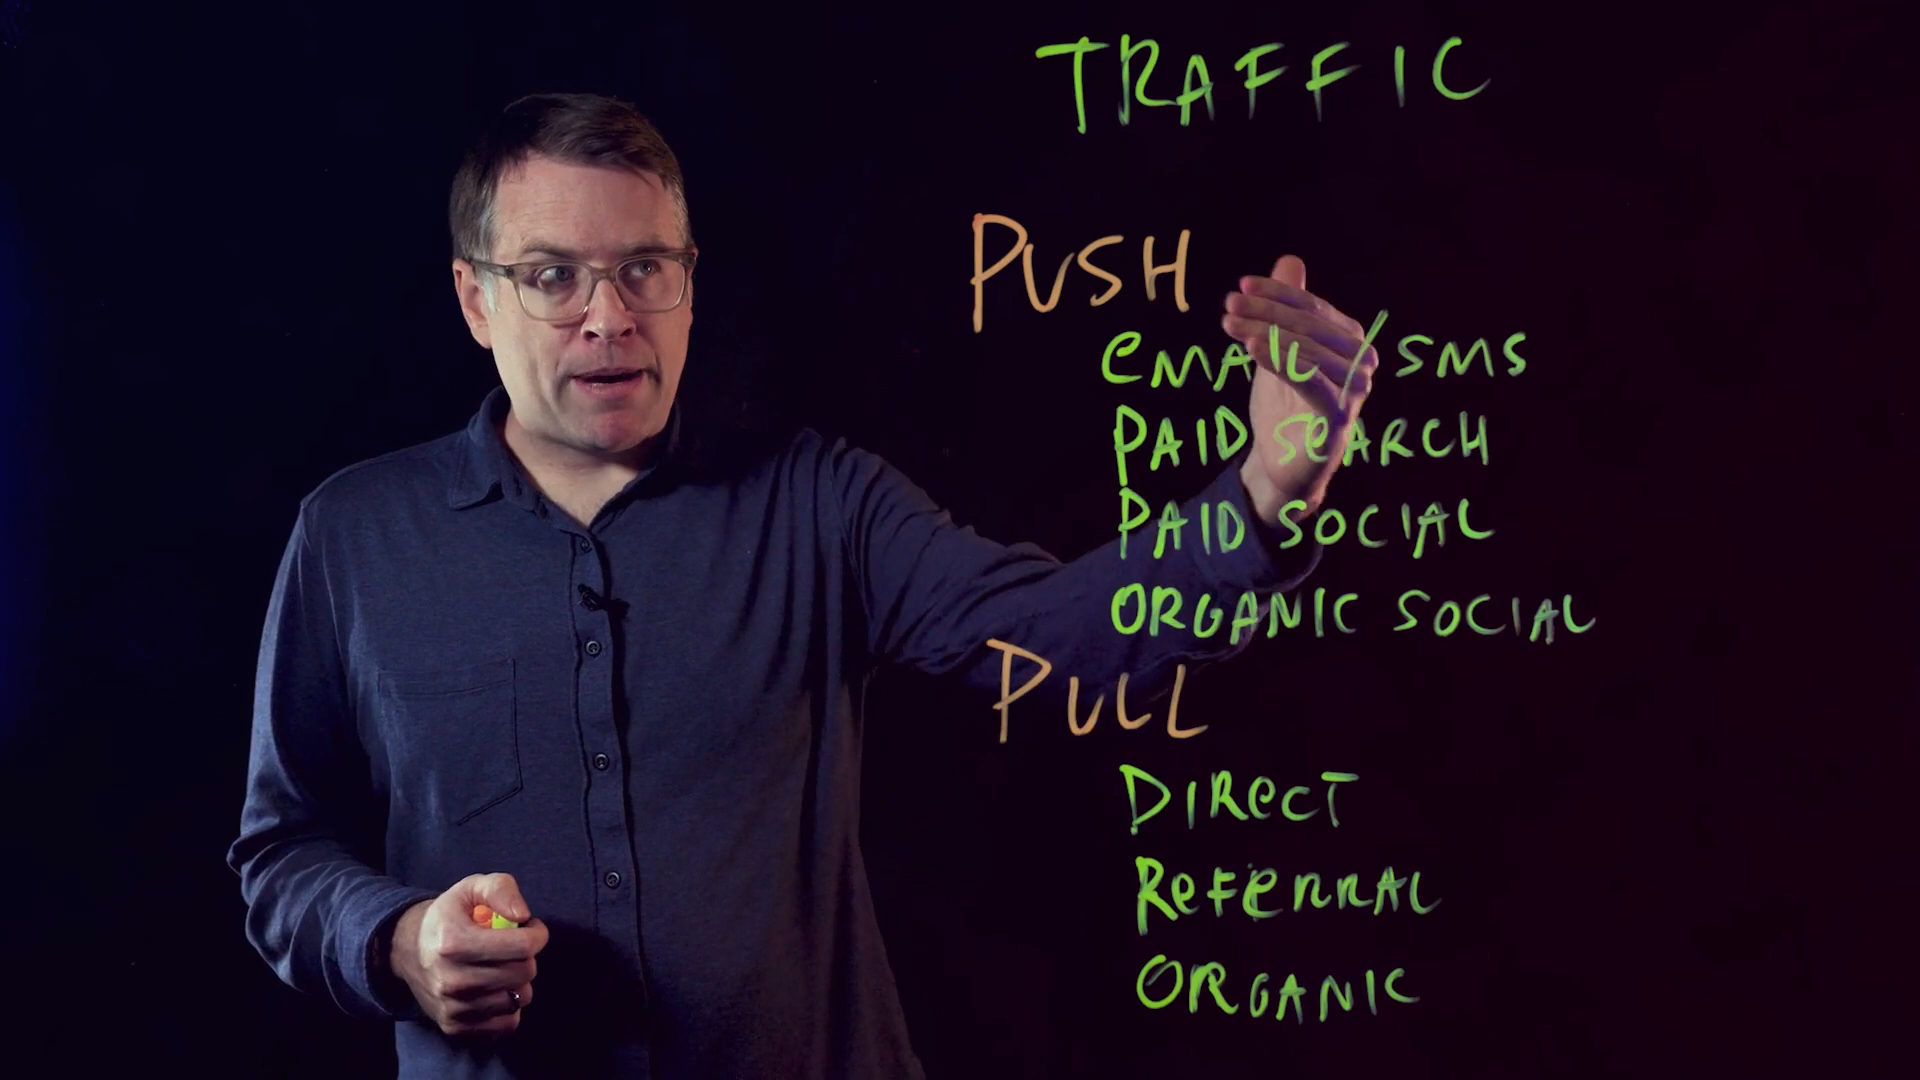 TRAFFIC
PUSH
EMAIL/SMS
PAID SEARCH
PAID SOCIAL
ORGANIC SOCIAL
PULL
DIRECT
REFERRAL
ORGANIC